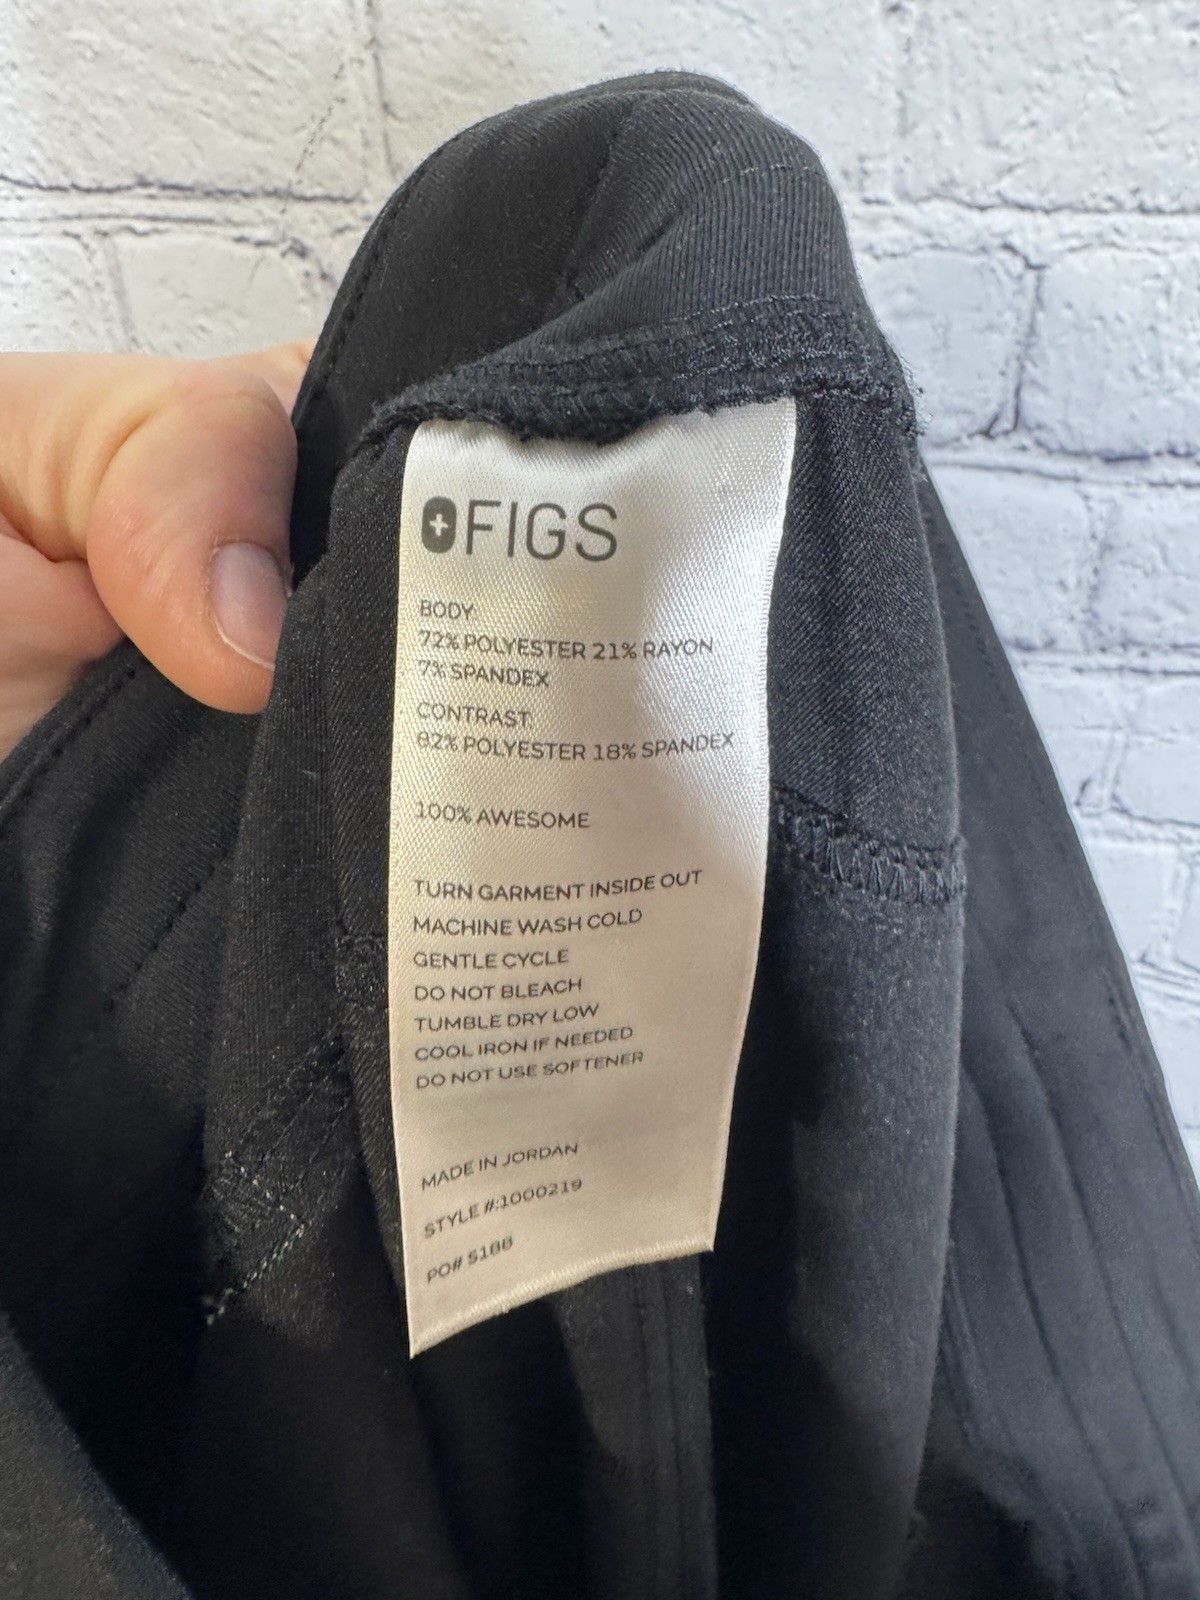 FIGS
BODY
72% POLYESTER 21% RAYON
7% SPANDEX
CONTRAST
82% POLYESTER 18% SPANDEX
100% AWESOME
TURN GARMENT INSIDE OUT
MACHINE WASH COLD
GENTLE CYCLE
DO NOT BLEACH
TUMBLE DRY LOW
COOL IRON IF NEEDED
DO NOT USE SOFTENER
MADE IN JORDAN
STYLE #:1000219
PO# S188